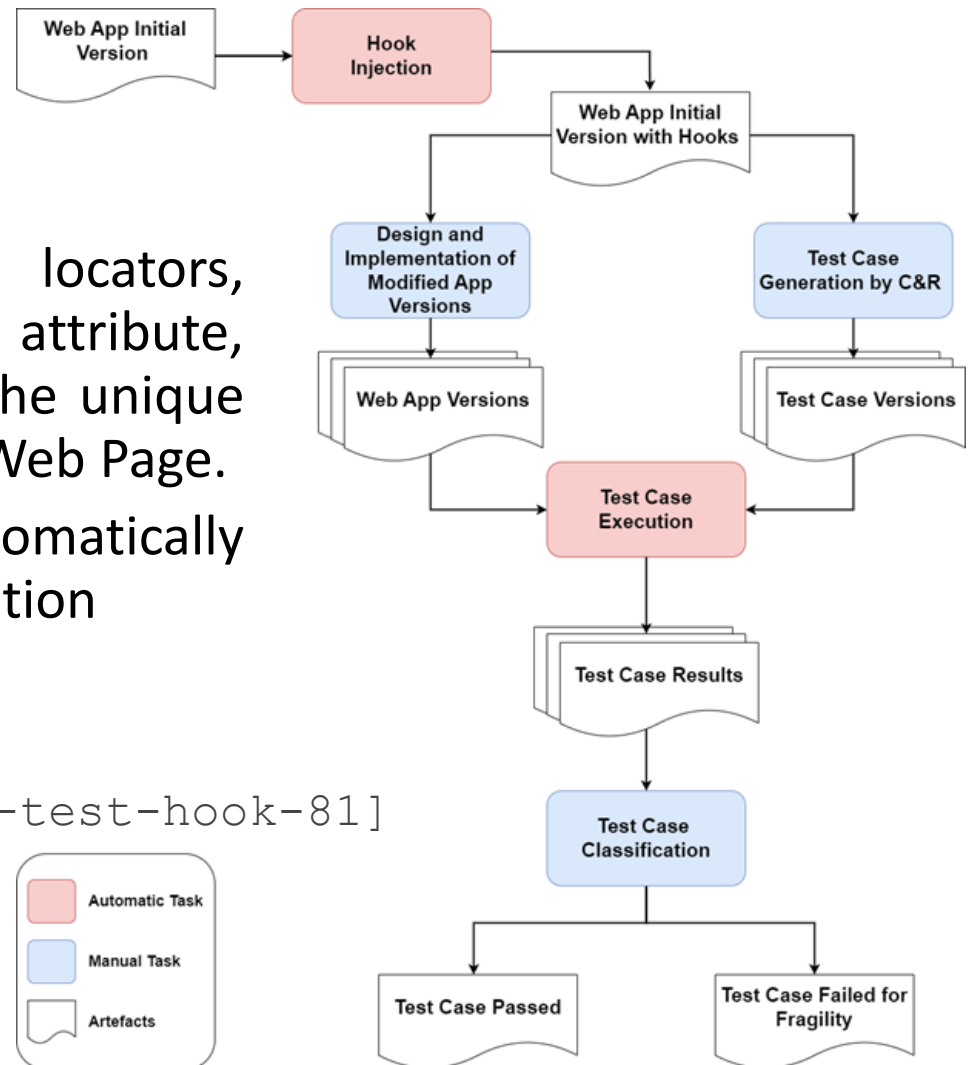 Web App Initial
Version
Hook
Injection
Web App Initial
Version with Hooks
Design and
Implementation of
Modified App
Versions
Test Case
Generation by C&R
locators,
attribute,
he unique
Web Page.
omatically
tion
Web App Versions
Test Case Versions
Test Case
Execution
Test Case Results
-test-hook-81]
Test Case
Classification
Automatic Task
Manual Task
Artefacts
Test Case Passed
Test Case Failed for
Fragility